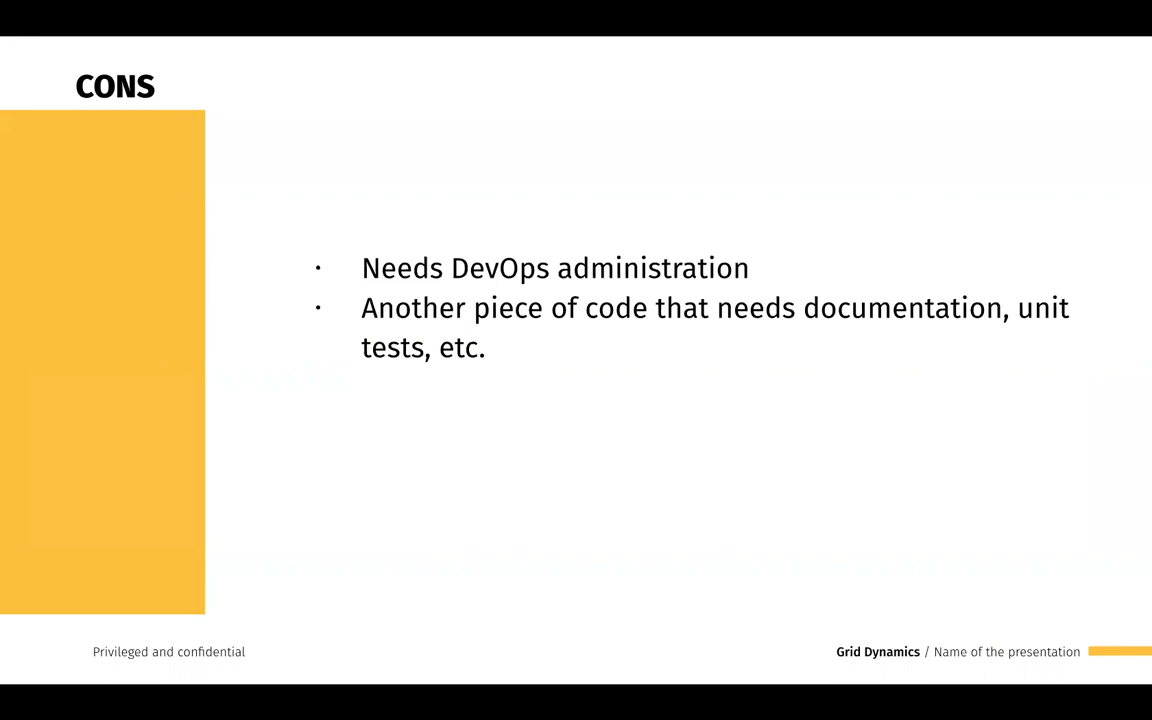 CONS
· Needs DevOps administration
· Another piece of code that needs documentation, unit
tests, etc.
Privileged and confidential
Grid Dynamics / Name of the presentation